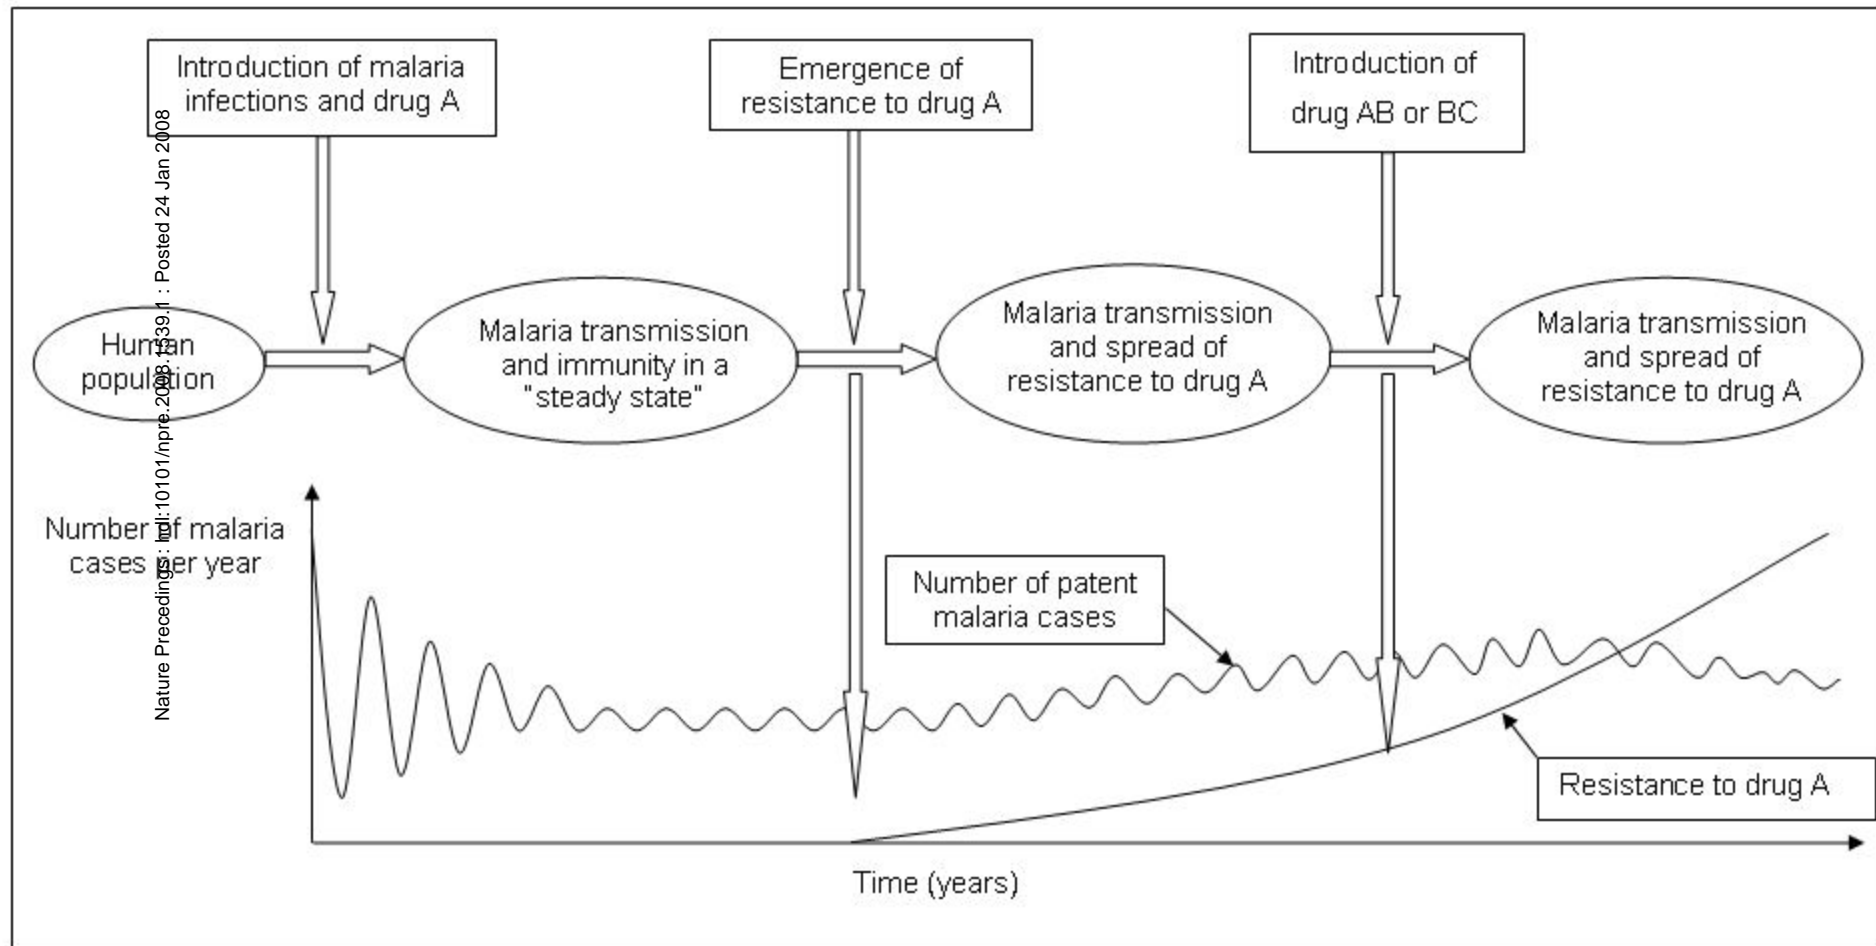 Introduction of malaria
infections and drug A
Emergence of
resistance to drug A
Introduction of
drug AB or BC
Human
population
Malaria transmission
and immunity in a
"steady state"
Malaria transmission
and spread of
resistance to drug A
Malaria transmission
and spread of
resistance to drug A
Number of malaria
cases per year
Number of patent
malaria cases
Resistance to drug A
Time (years)
Nature Precedings : hdl:10101/npre.2008.1539.1 : Posted 24 Jan 2008